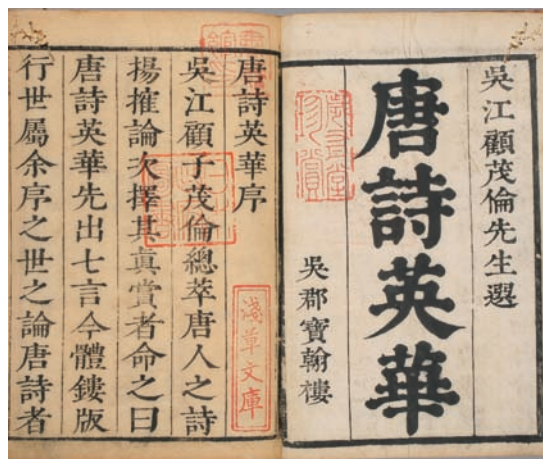 吳江顧茂倫先生選
唐詩英華
吳郡寶翰樓
唐詩英華序
吳江顧子茂倫總萃唐人之詩
揚搉論次擇其真賞者命之曰
唐詩英華先出七言今體鏤版
行世屬余序之世之論唐詩者
淺草文庫